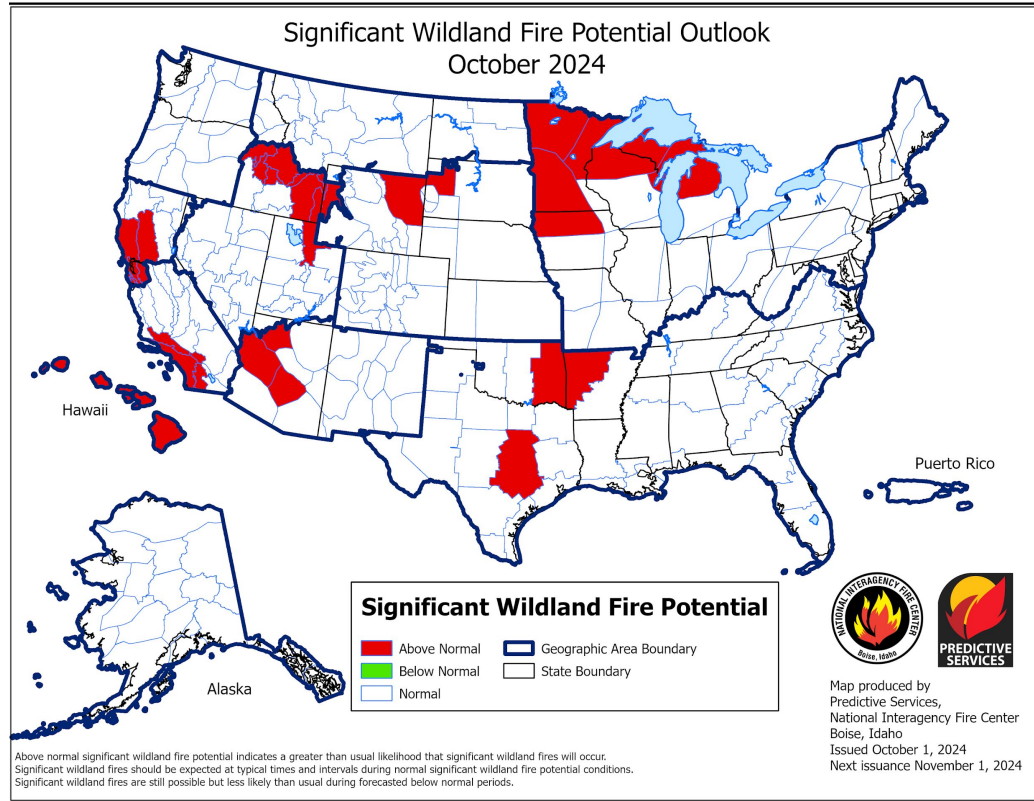 Significant Wildland Fire Potential Outlook
October 2024
Hawaii
Puerto Rico
Alaska
Significant Wildland Fire Potential
Above Normal
Geographic Area Boundary
Below Normal
State Boundary
Normal
NATIONAL INTERAGENCY FIRE CENTER
Boise, Idaho
PREDICTIVE
SERVICES
Map produced by
Predictive Services,
National Interagency Fire Center
Boise, Idaho
Issued October 1, 2024
Next issuance November 1, 2024
Above normal significant wildland fire potential indicates a greater than usual likelihood that significant wildland fires will occur.
Significant wildland fires should be expected at typical times and intervals during normal significant wildland fire potential conditions.
Significant wildland fires are still possible but less likely than usual during forecasted below normal periods.